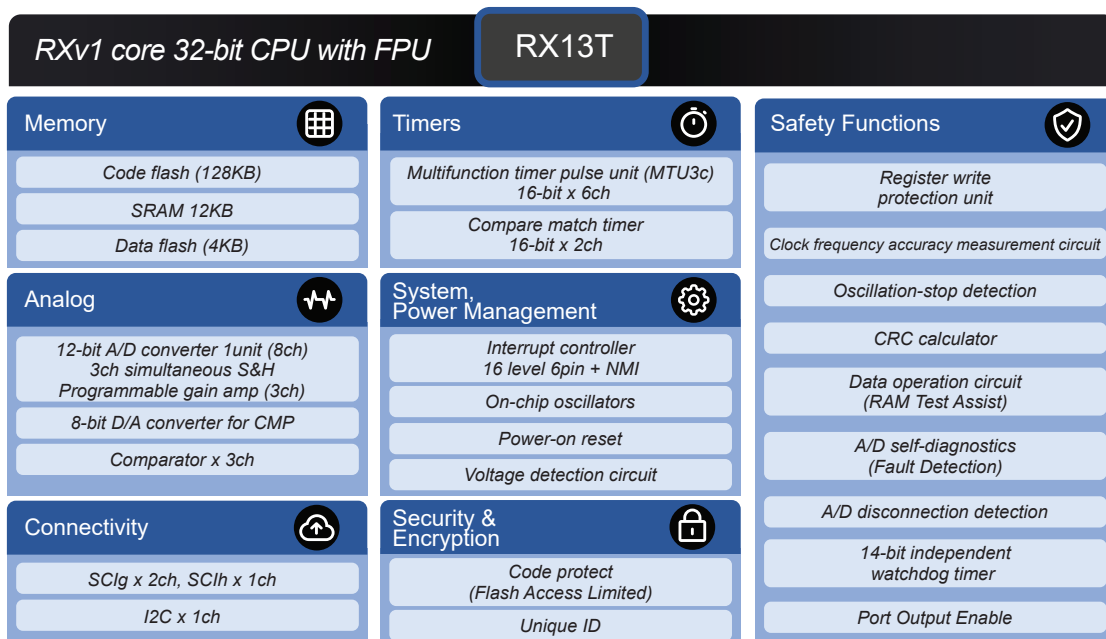 RXv1 core 32-bit CPU with FPU
RX13T
Memory
Code flash (128KB)
SRAM 12KB
Data flash (4KB)
Analog
12-bit A/D converter 1unit (8ch)
3ch simultaneous S&H
Programmable gain amp (3ch)
8-bit D/A converter for CMP
Comparator x 3ch
Connectivity
SCIg x 2ch, SCIh x 1ch
I2C x 1ch
Timers
Multifunction timer pulse unit (MTU3c)
16-bit x 6ch
Compare match timer
16-bit x 2ch
System,
Power Management
Interrupt controller
16 level 6pin + NMI
On-chip oscillators
Power-on reset
Voltage detection circuit
Security &
Encryption
Code protect
(Flash Access Limited)
Unique ID
Safety Functions
Register write
protection unit
Clock frequency accuracy measurement circuit
Oscillation-stop detection
CRC calculator
Data operation circuit
(RAM Test Assist)
A/D self-diagnostics
(Fault Detection)
A/D disconnection detection
14-bit independent
watchdog timer
Port Output Enable